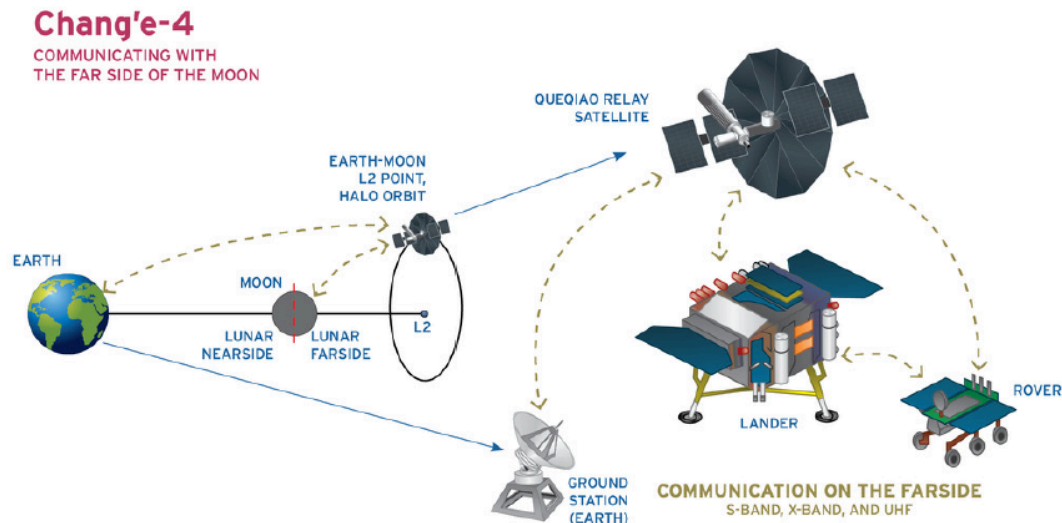 Chang'e-4
COMMUNICATING WITH
THE FAR SIDE OF THE MOON
QUEQIAO RELAY
SATELLITE
EARTH-MOON
L2 POINT,
HALO ORBIT
EARTH
MOON
LUNAR
NEARSIDE
LUNAR
FARSIDE
L2
LANDER
ROVER
GROUND
STATION
(EARTH)
COMMUNICATION ON THE FARSIDE
S-BAND, X-BAND, AND UHF